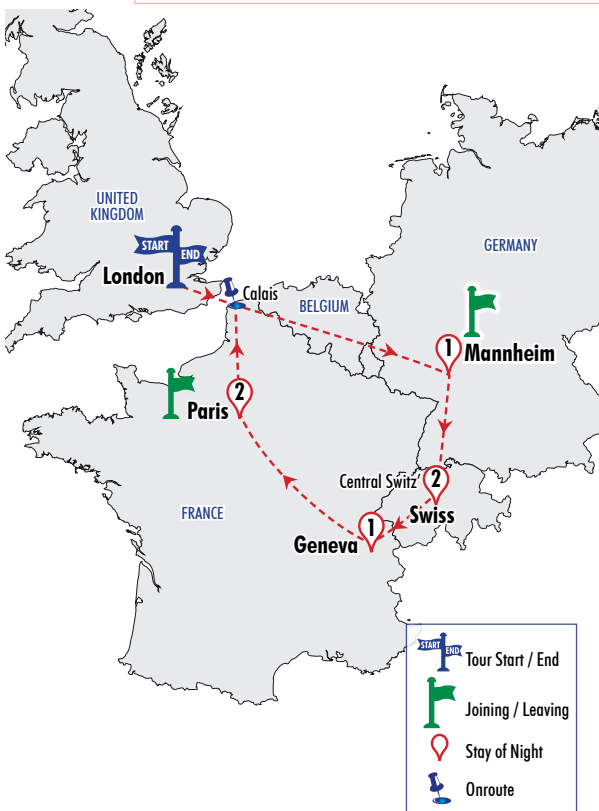 UNITED
KINGDOM
START
END
London
Calais
BELGIUM
GERMANY
1
Mannheim
2
Paris
Central Switz'
2
Swiss
FRANCE
1
Geneva
START
END
Tour Start / End
Joining / Leaving
Stay of Night
Onroute